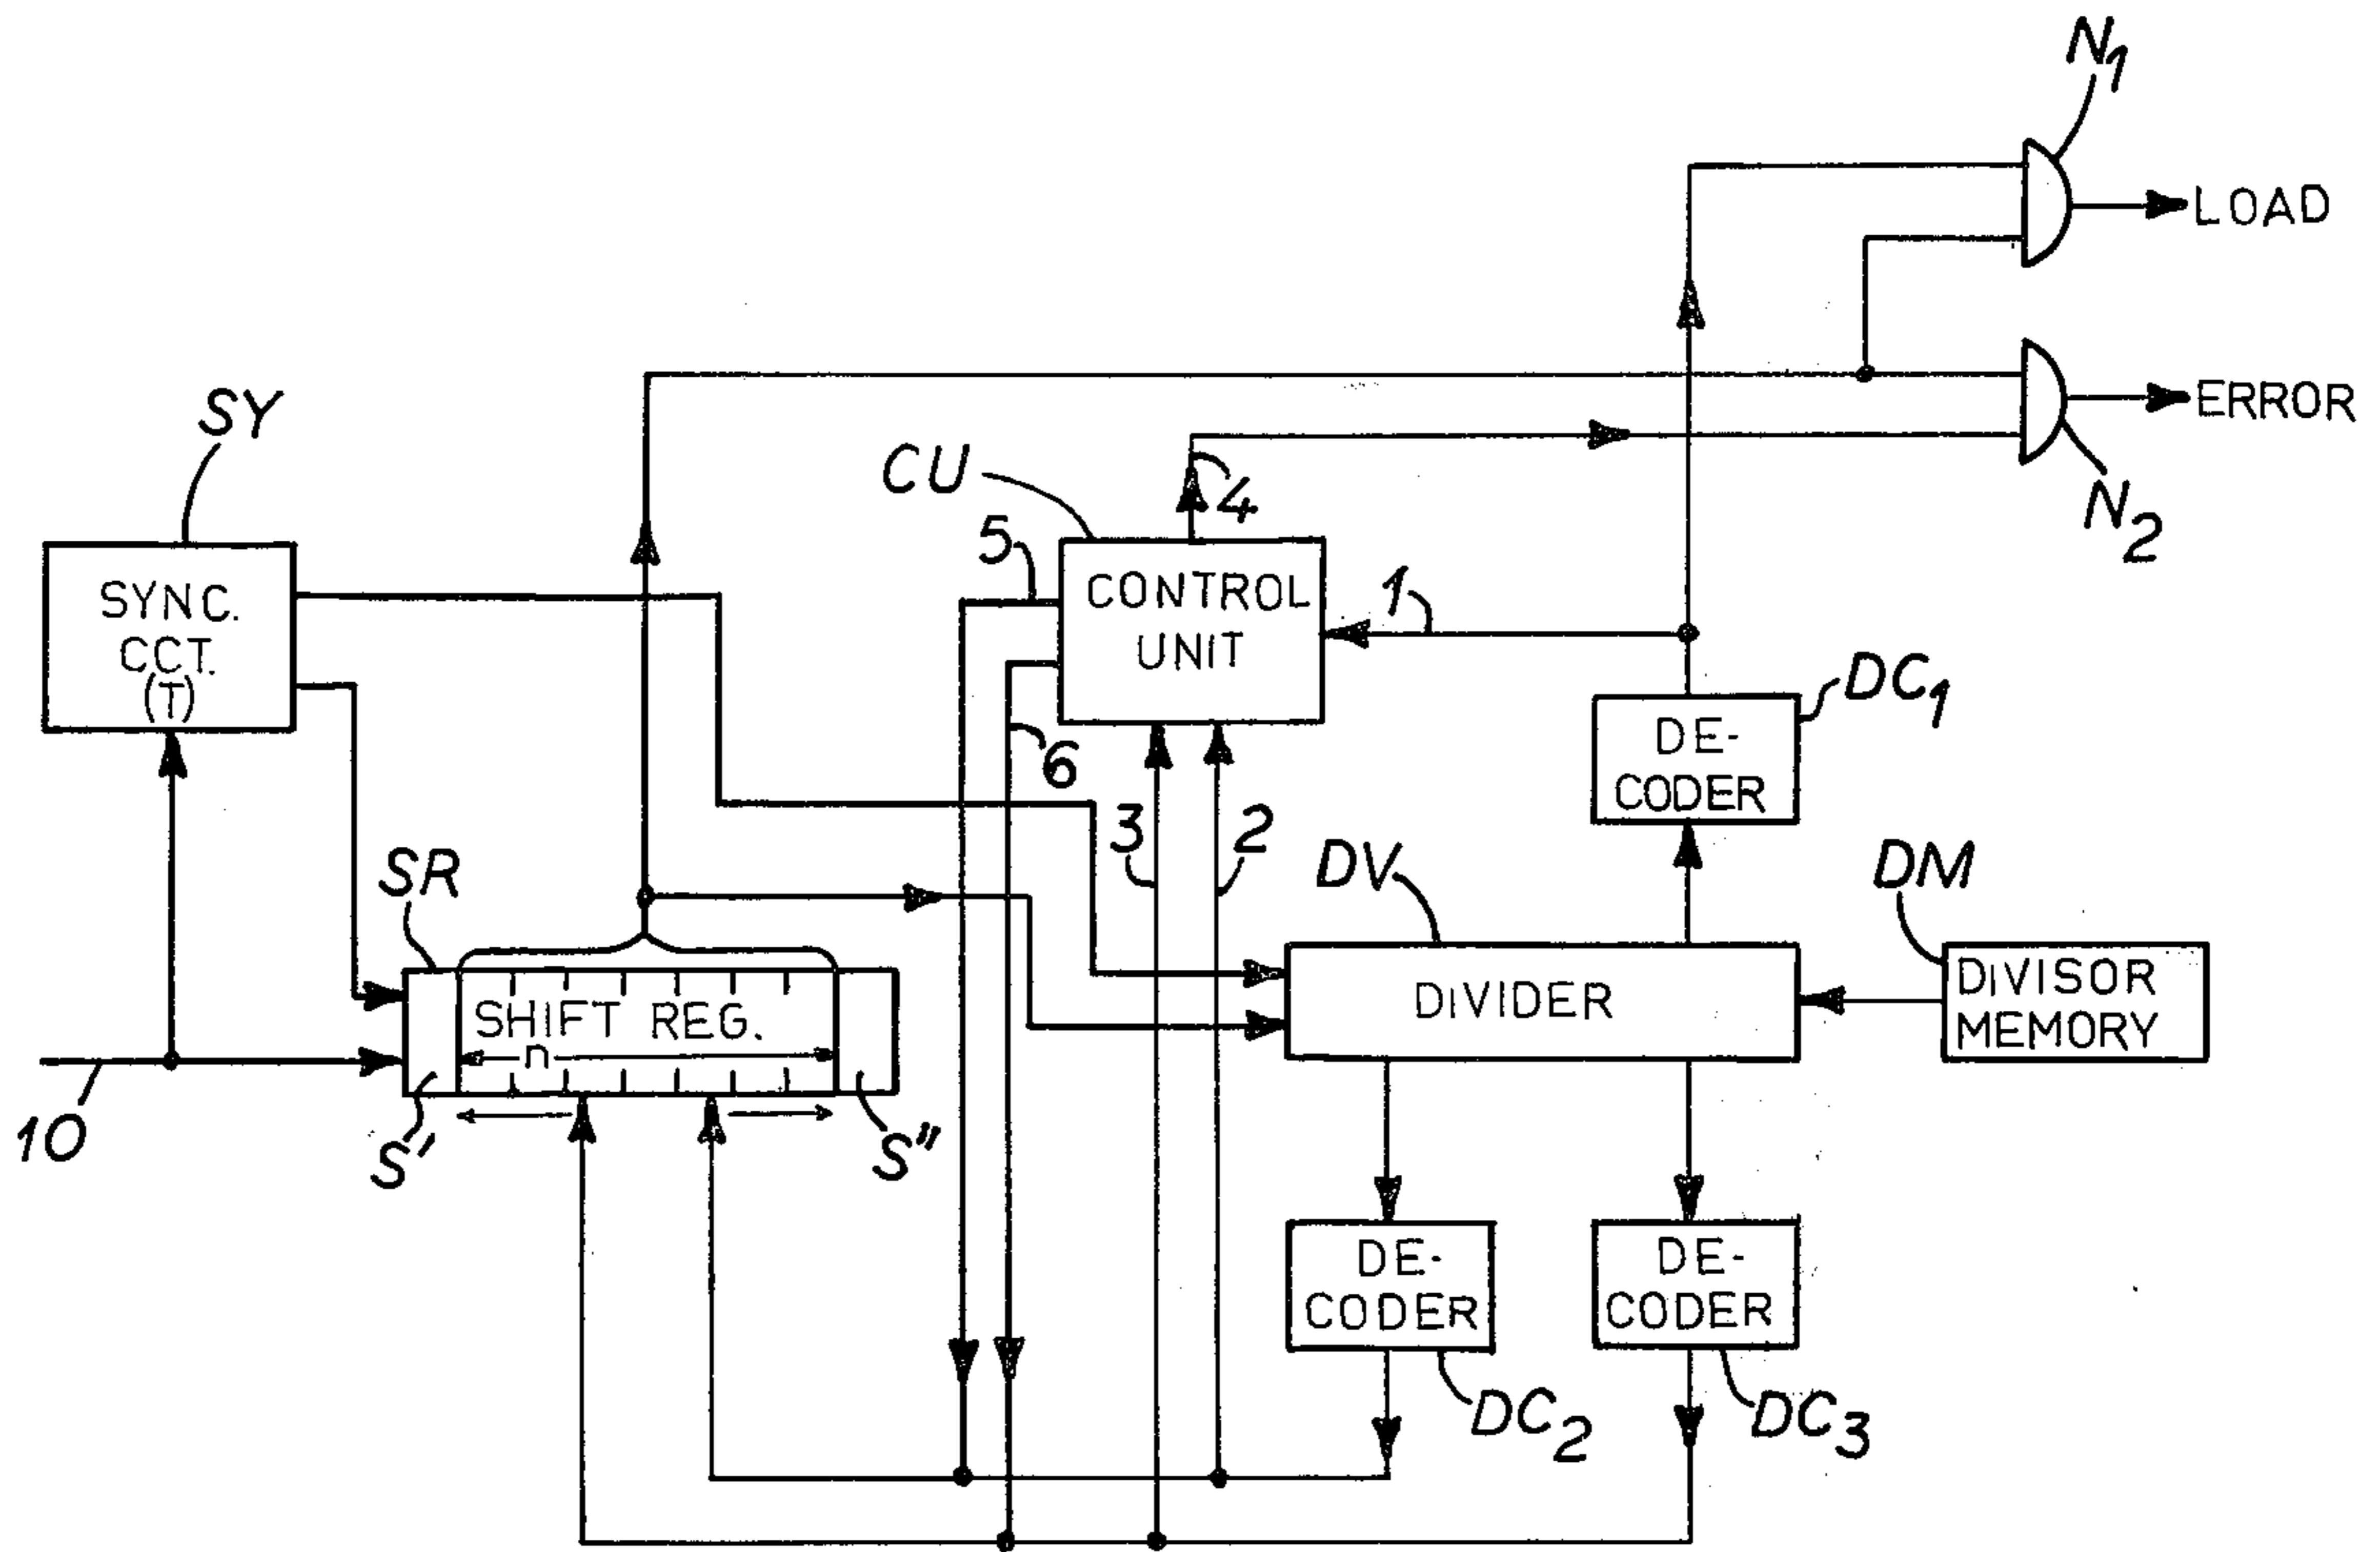 N1
LOAD
ERROR
N2
SY
CU
4
5
SYNC.
CCT.
(T)
CONTROL
UNIT
1
DC1
6
DE-
CODER
3
2
SR
DV
DM
SHIFT REG.
n
DIVIDER
DIVISOR
MEMORY
10
S'
S"
DE-
CODER
DE-
CODER
DC2
DC3